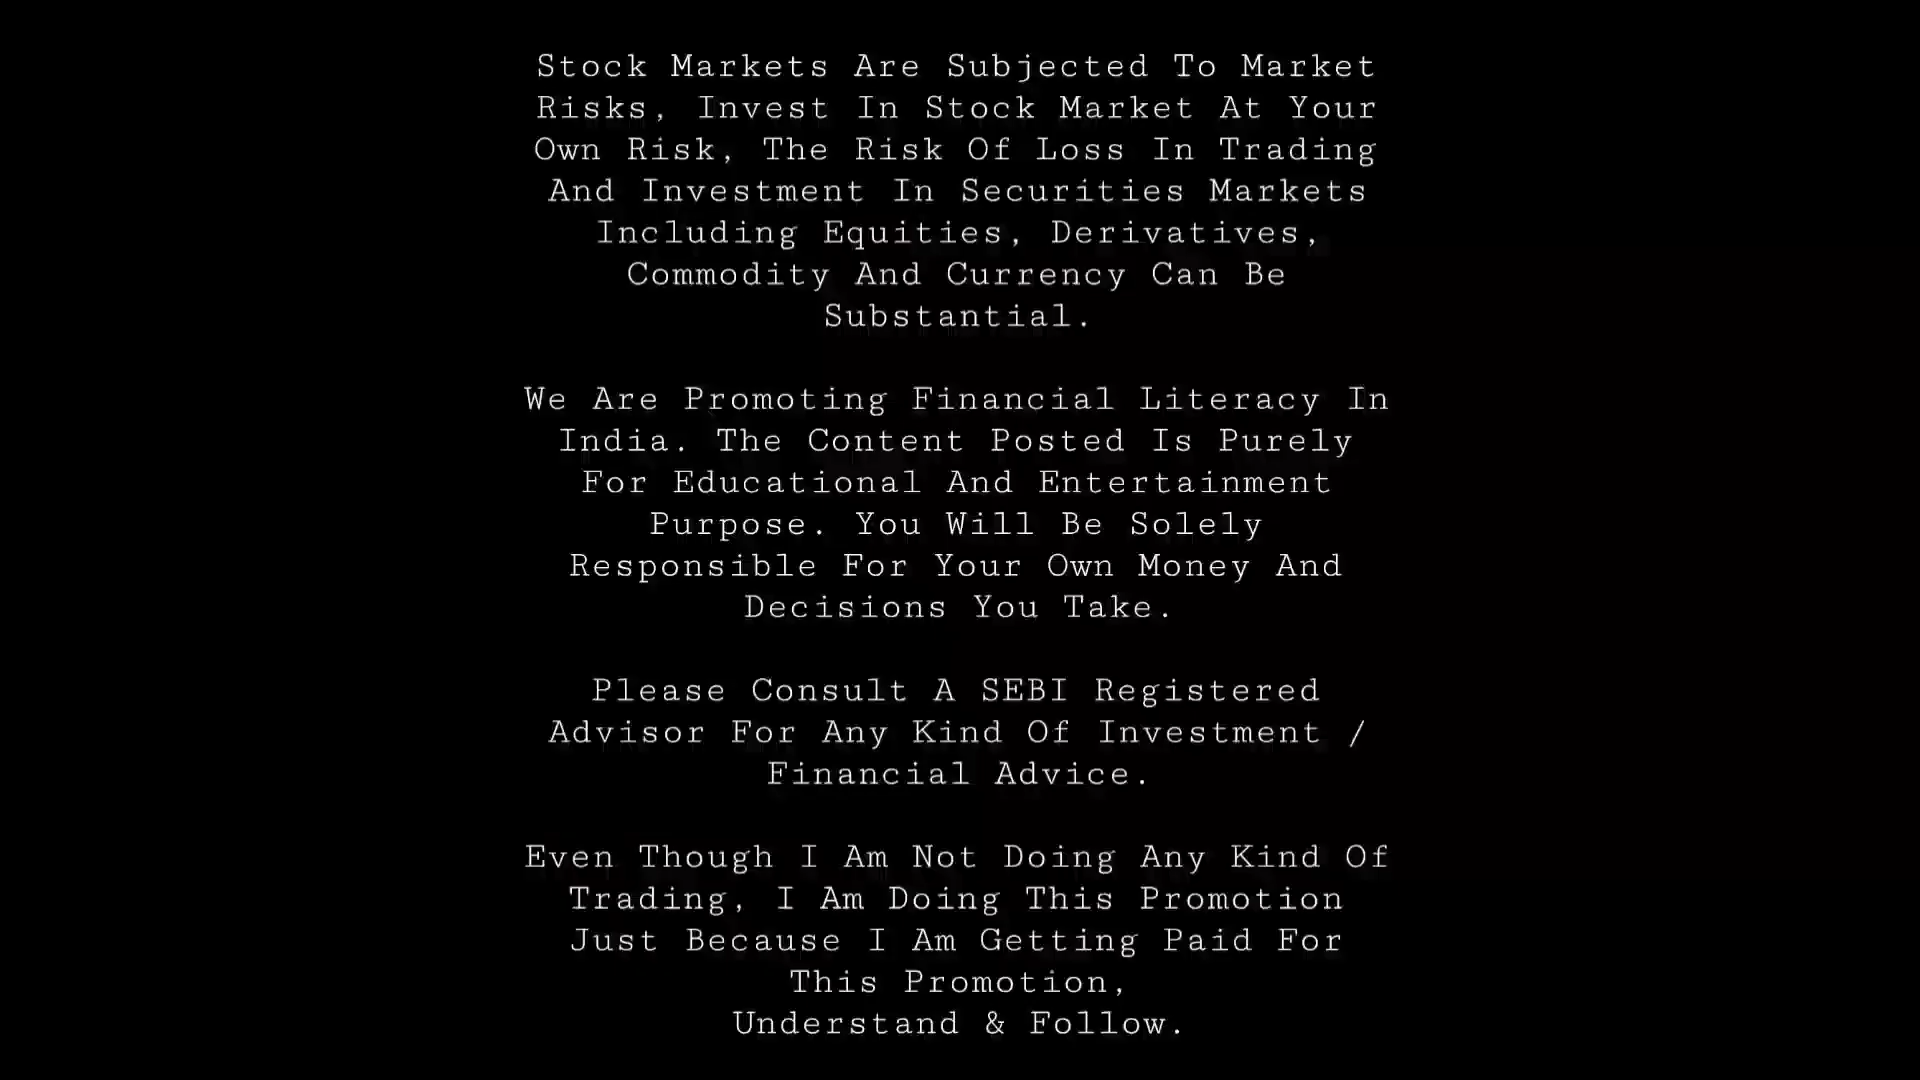 Stock Markets Are Subjected To Market
Risks, Invest In Stock Market At Your
Own Risk, The Risk Of Loss In Trading
And Investment In Securities Markets
Including Equities, Derivatives,
Commodity And Currency Can Be
Substantial.
We Are Promoting Financial Literacy In
India. The Content Posted Is Purely
For Educational And Entertainment
Purpose. You Will Be Solely
Responsible For Your Own Money And
Decisions You Take.
Please Consult A SEBI Registered
Advisor For Any Kind Of Investment /
Financial Advice.
Even Though I Am Not Doing Any Kind Of
Trading, I Am Doing This Promotion
Just Because I Am Getting Paid For
This Promotion,
Understand & Follow.